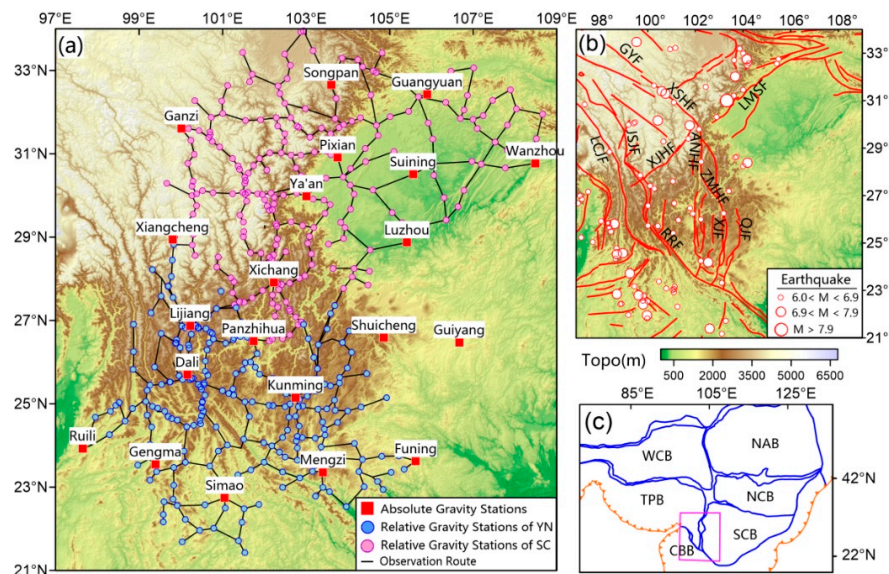 97°E 99° 101° 103° 105° 107° 109°E
(a)
33°N
31°N
29°N
27°N
25°N
23°N
21°N
Songpan
Guangyuan
Ganzi
Pixian
Wanzhou
Suining
Ya'an
Xiangcheng
Luzhou
Xichang
Lijiang
Panzhihua
Shuicheng
Guiyang
Dali
Kunming
Ruili
Gengma
Mengzi
Funing
Simao
Absolute Gravity Stations
Relative Gravity Stations of YN
Relative Gravity Stations of SC
Observation Route
98° 100° 102° 104° 106° 108°E
(b)
33°N
31°
29°
27°
25°
23°
21°
GYF
XSHF
LMSF
LCJF
JSJF
XJHF
ANHF
ZMHF
XJF
QJF
RRF
Earthquake
6.0< M < 6.9
6.9< M < 7.9
M > 7.9
Topo(m)
500 2000 3500 5000 6500
85°E 105°E 125°E
(c)
WCB
NAB
TPB
NCB
SCB
CBB
42°N
22°N